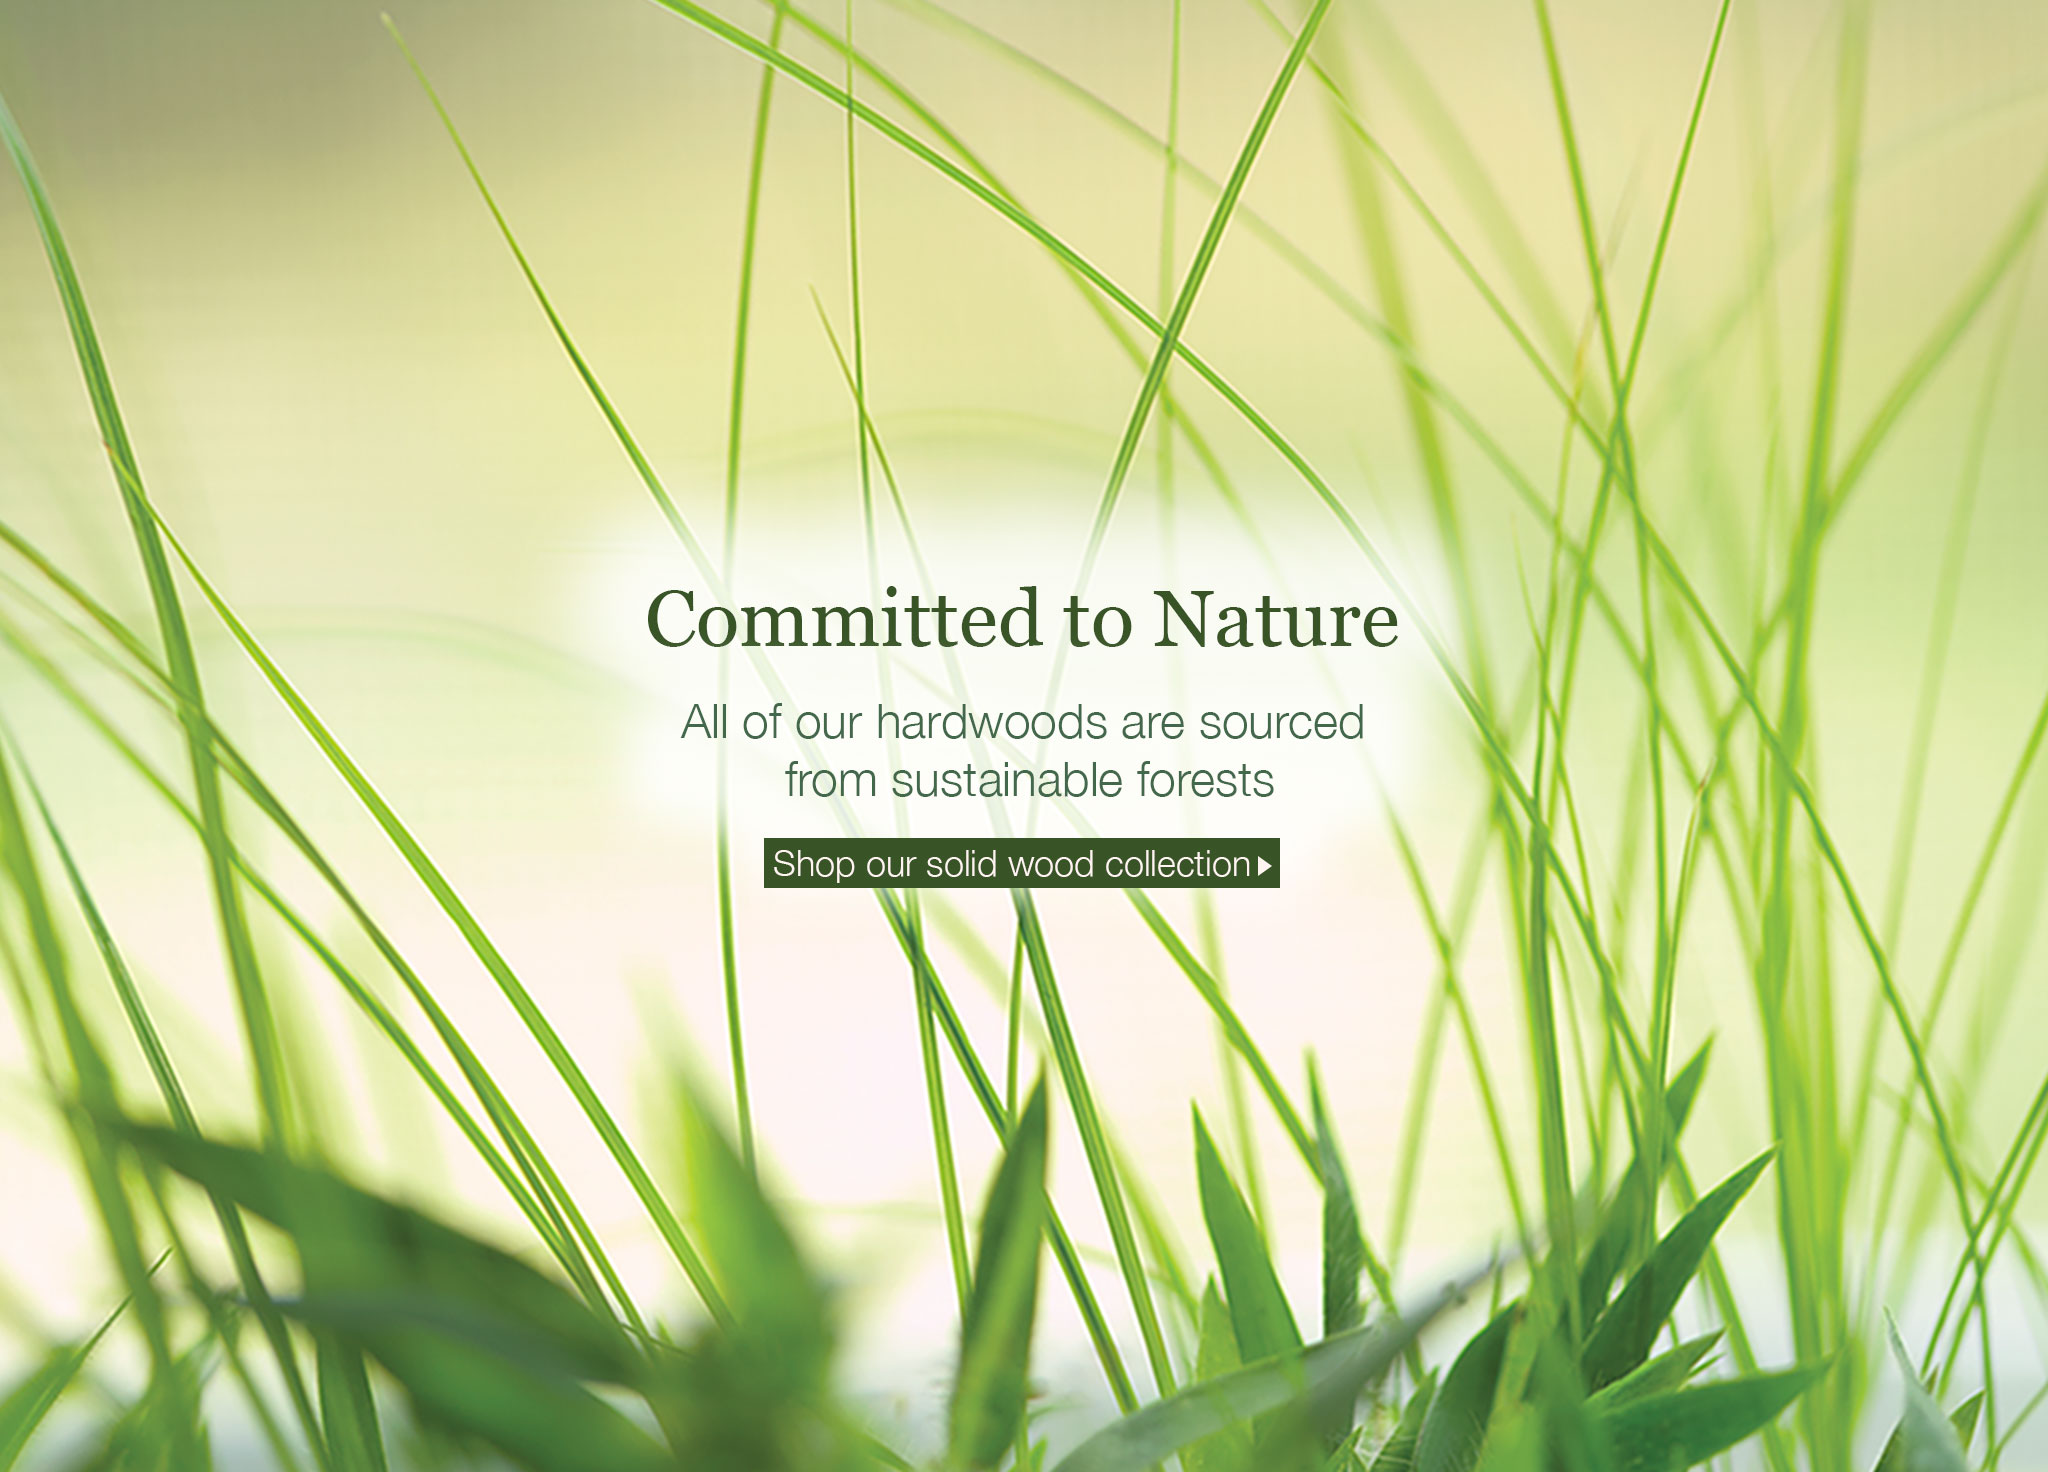 Committed to Nature
All of our hardwoods are sourced
from sustainable forests
Shop our solid wood collection